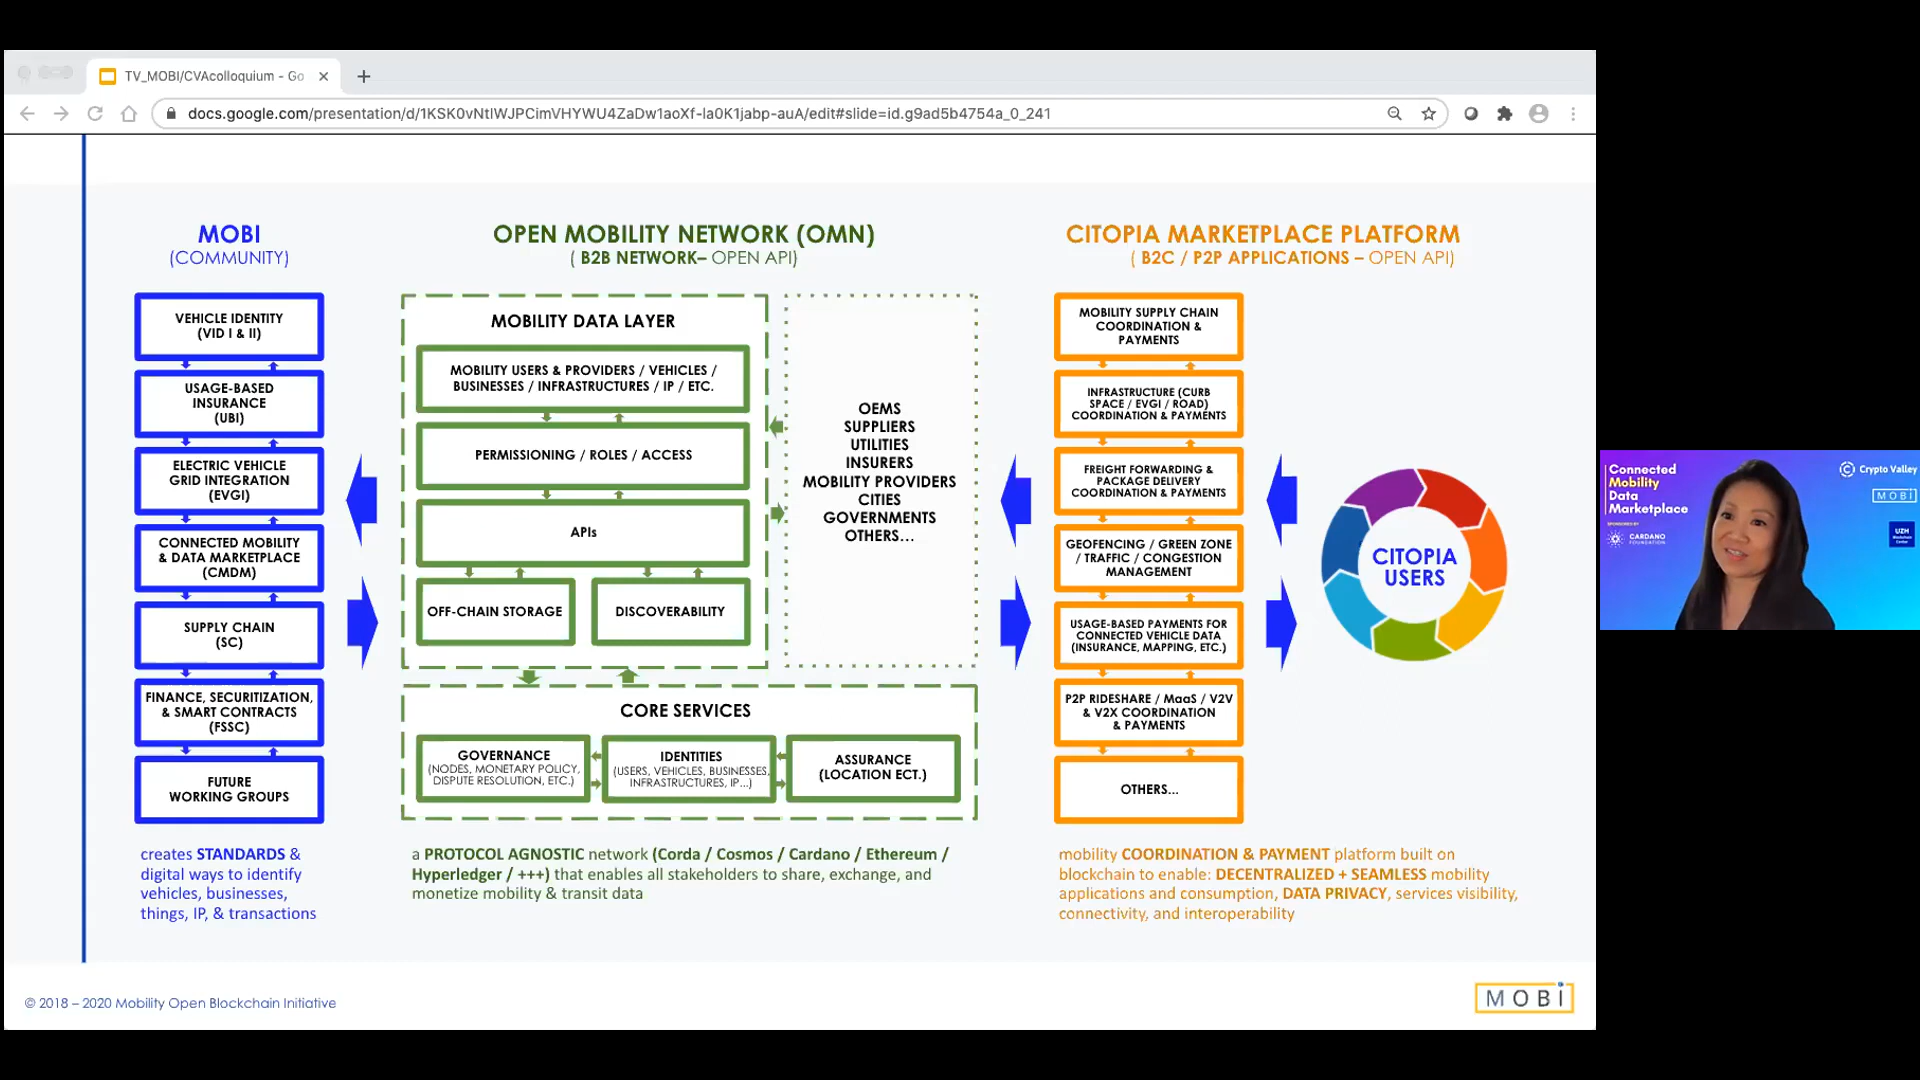 TV_MOBI/CVAcolloquium - Go
docs.google.com/presentation/d/1KSK0vNtlWJPCimVHYWU4ZaDw1aoXf-la0K1jabp-auA/edit#slide=id.g9ad5b4754a_0_241
MOBI
(COMMUNITY)
VEHICLE IDENTITY
(VID I & II)
USAGE-BASED
INSURANCE
(UBI)
ELECTRIC VEHICLE
GRID INTEGRATION
(EVGI)
CONNECTED MOBILITY
& DATA MARKETPLACE
(CMDM)
SUPPLY CHAIN
(SC)
FINANCE, SECURITIZATION,
& SMART CONTRACTS
(FSSC)
FUTURE
WORKING GROUPS
creates STANDARDS &
digital ways to identify
vehicles, businesses,
things, IP, & transactions
OPEN MOBILITY NETWORK (OMN)
( B2B NETWORK– OPEN API)
MOBILITY DATA LAYER
MOBILITY USERS & PROVIDERS / VEHICLES /
BUSINESSES / INFRASTRUCTURES / IP / ETC.
PERMISSIONING / ROLES / ACCESS
APIs
OFF-CHAIN STORAGE
DISCOVERABILITY
OEMS
SUPPLIERS
UTILITIES
INSURERS
MOBILITY PROVIDERS
CITIES
GOVERNMENTS
OTHERS...
CORE SERVICES
GOVERNANCE
(NODES, MONETARY POLICY,
DISPUTE RESOLUTION, ETC.)
IDENTITIES
(USERS, VEHICLES, BUSINESSES,
INFRASTRUCTURES, IP...)
ASSURANCE
(LOCATION ECT.)
a PROTOCOL AGNOSTIC network (Corda / Cosmos / Cardano / Ethereum /
Hyperledger / +++) that enables all stakeholders to share, exchange, and
monetize mobility & transit data
CITOPIA MARKETPLACE PLATFORM
( B2C / P2P APPLICATIONS – OPEN API)
MOBILITY SUPPLY CHAIN
COORDINATION &
PAYMENTS
INFRASTRUCTURE (CURB
SPACE / EVGI / ROAD)
COORDINATION & PAYMENTS
FREIGHT FORWARDING &
PACKAGE DELIVERY
COORDINATION & PAYMENTS
GEOFENCING / GREEN ZONE
/ TRAFFIC / CONGESTION
MANAGEMENT
USAGE-BASED PAYMENTS FOR
CONNECTED VEHICLE DATA
(INSURANCE, MAPPING, ETC.)
P2P RIDESHARE / MaaS / V2V
& V2X COORDINATION
& PAYMENTS
OTHERS...
CITOPIA
USERS
mobility COORDINATION & PAYMENT platform built on
blockchain to enable: DECENTRALIZED + SEAMLESS mobility
applications and consumption, DATA PRIVACY, services visibility,
connectivity, and interoperability
© 2018 – 2020 Mobility Open Blockchain Initiative
MOBI
Connected
Mobility
Data
Marketplace
SPONSORED BY
CARDANO
FOUNDATION
Crypto Valley
MOBI
UZH